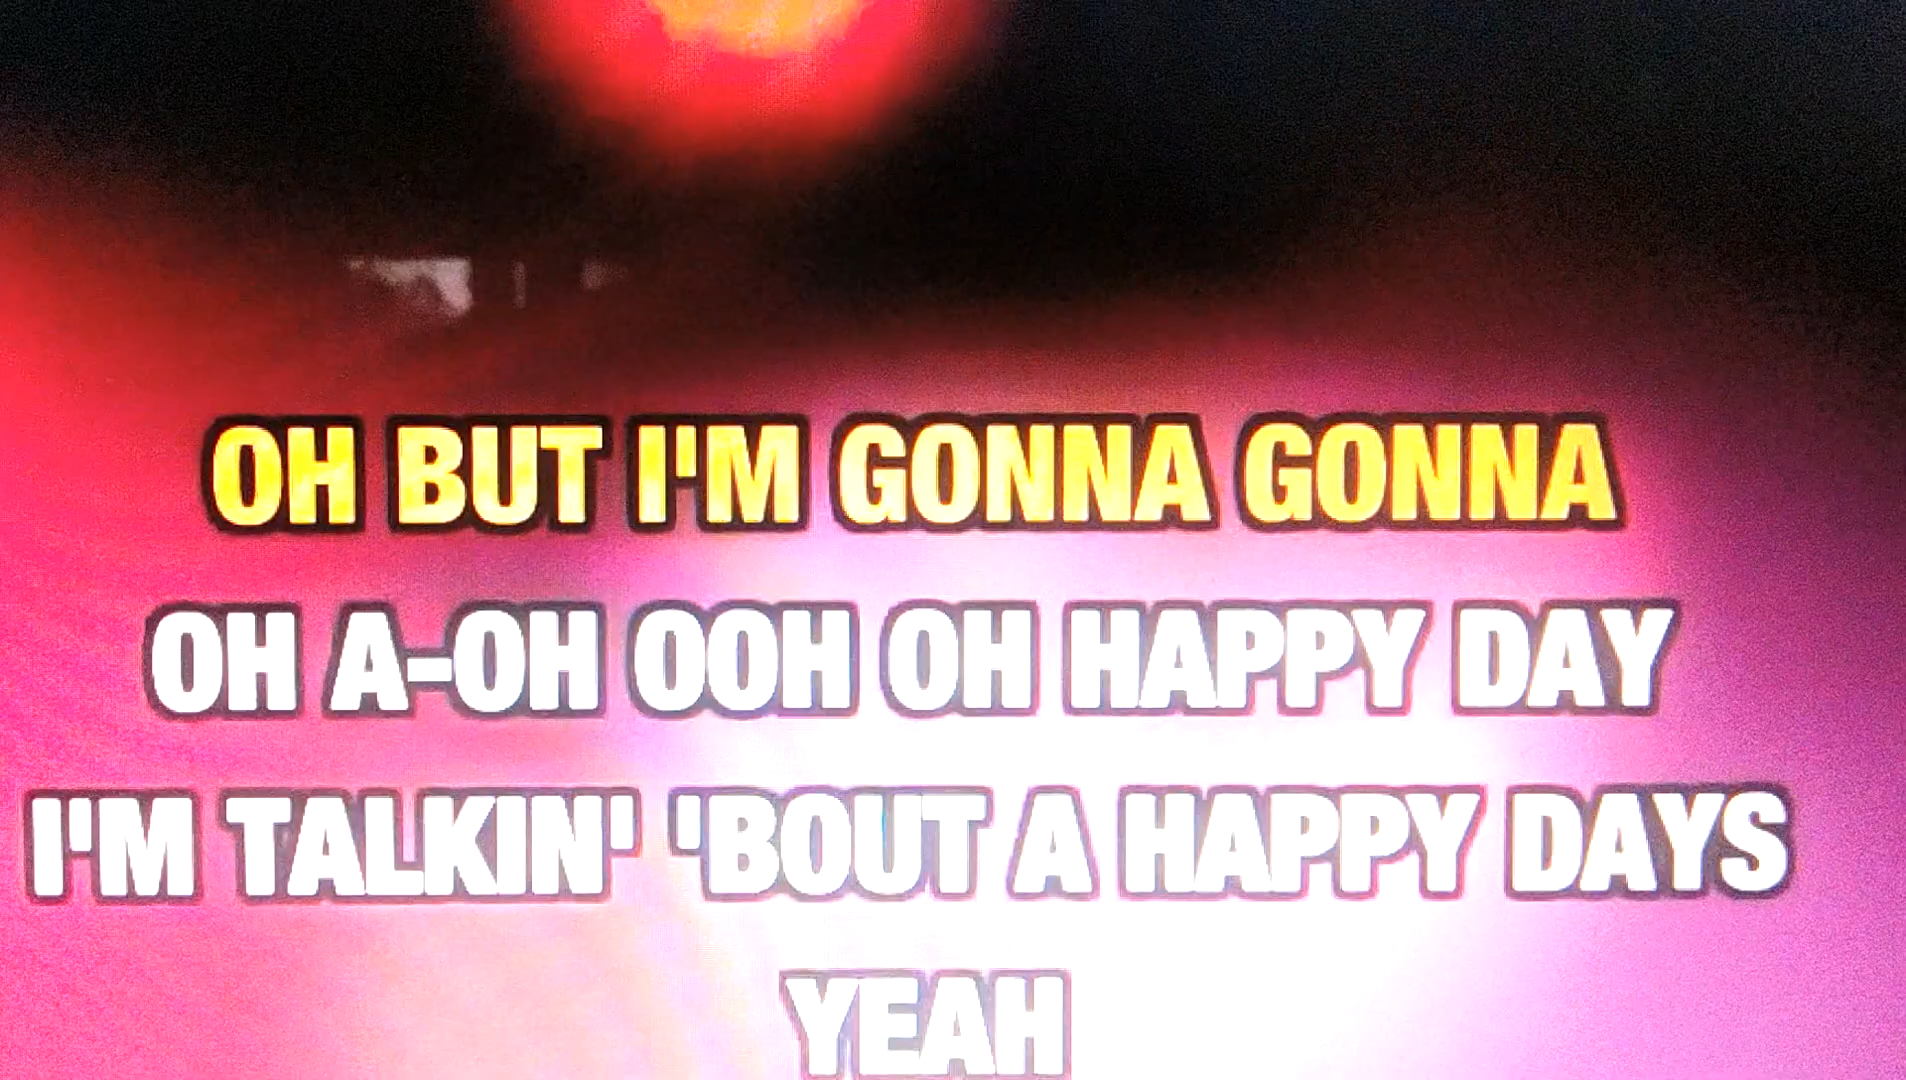 OH BUT I'M GONNA GONNA
OH A-OH OOH OH HAPPY DAY
I'M TALKIN' 'BOUT A HAPPY DAYS
YEAH